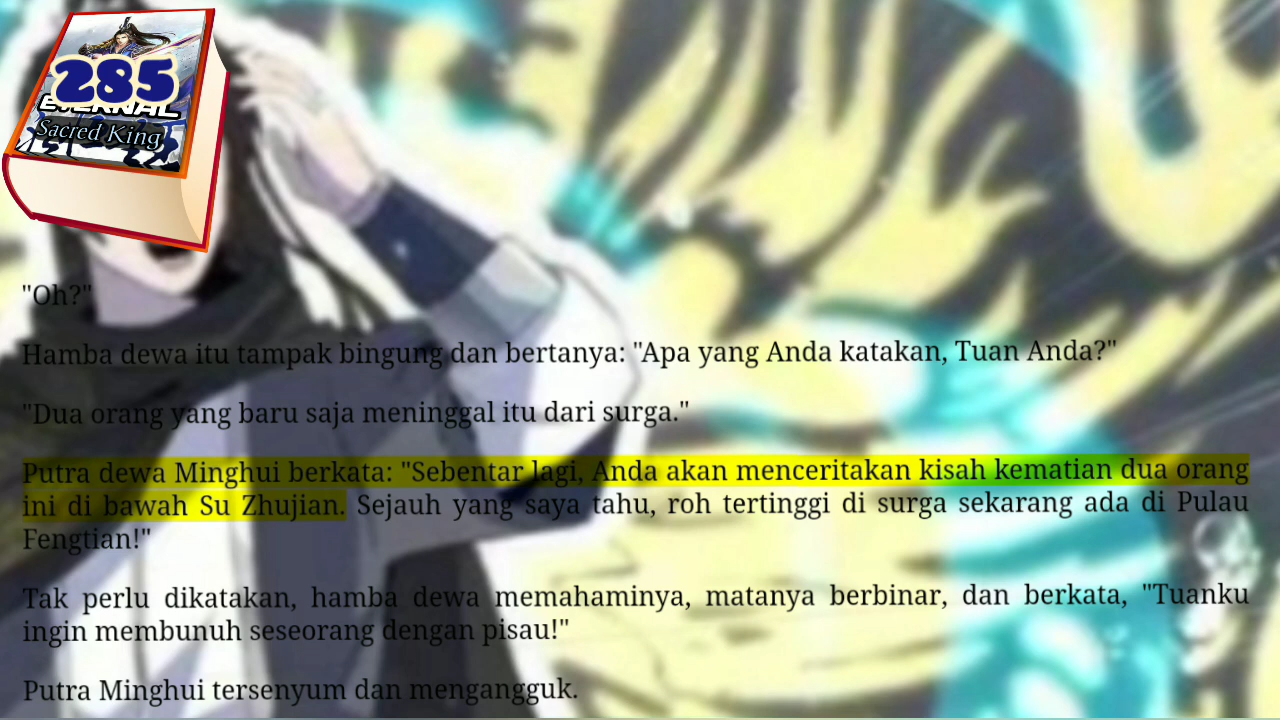 285
ETERNAL
Sacred King
"Oh?"
Hamba dewa itu tampak bingung dan bertanya: "Apa yang Anda katakan, Tuan Anda?"
"Dua orang yang baru saja meninggal itu dari surga."
Putra dewa Minghui berkata: "Sebentar lagi, Anda akan menceritakan kisah kematian dua orang
ini di bawah Su Zhujian. Sejauh yang saya tahu, roh tertinggi di surga sekarang ada di Pulau
Fengtian!"
Tak perlu dikatakan, hamba dewa memahaminya, matanya berbinar, dan berkata, "Tuanku
ingin membunuh seseorang dengan pisau!"
Putra Minghui tersenyum dan mengangguk.